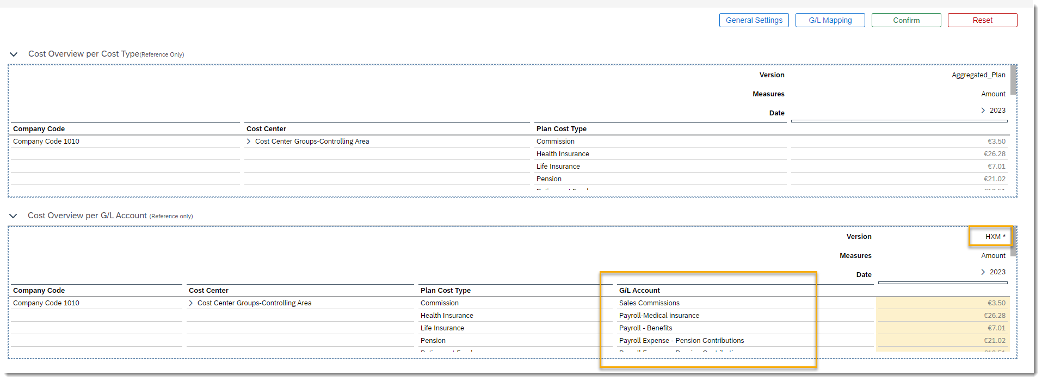 General Settings G/L Mapping Confirm Reset
Cost Overview per Cost Type(Reference Only)
Version Aggregated_Plan
Measures Amount
Date > 2023
Company Code Cost Center Plan Cost Type
Company Code 1010 > Cost Center Groups-Controlling Area Commission €3.50
Health Insurance €26.28
Life Insurance €7.01
Pension €21.02
Cost Overview per G/L Account (Reference only)
Version HXM *
Measures Amount
Date > 2023
Company Code Cost Center Plan Cost Type G/L Account
Company Code 1010 > Cost Center Groups-Controlling Area Commission Sales Commissions €3.50
Health Insurance Payroll-Medical Insurance €26.28
Life Insurance Payroll - Benefits €7.01
Pension Payroll Expense - Pension Contributions €21.02